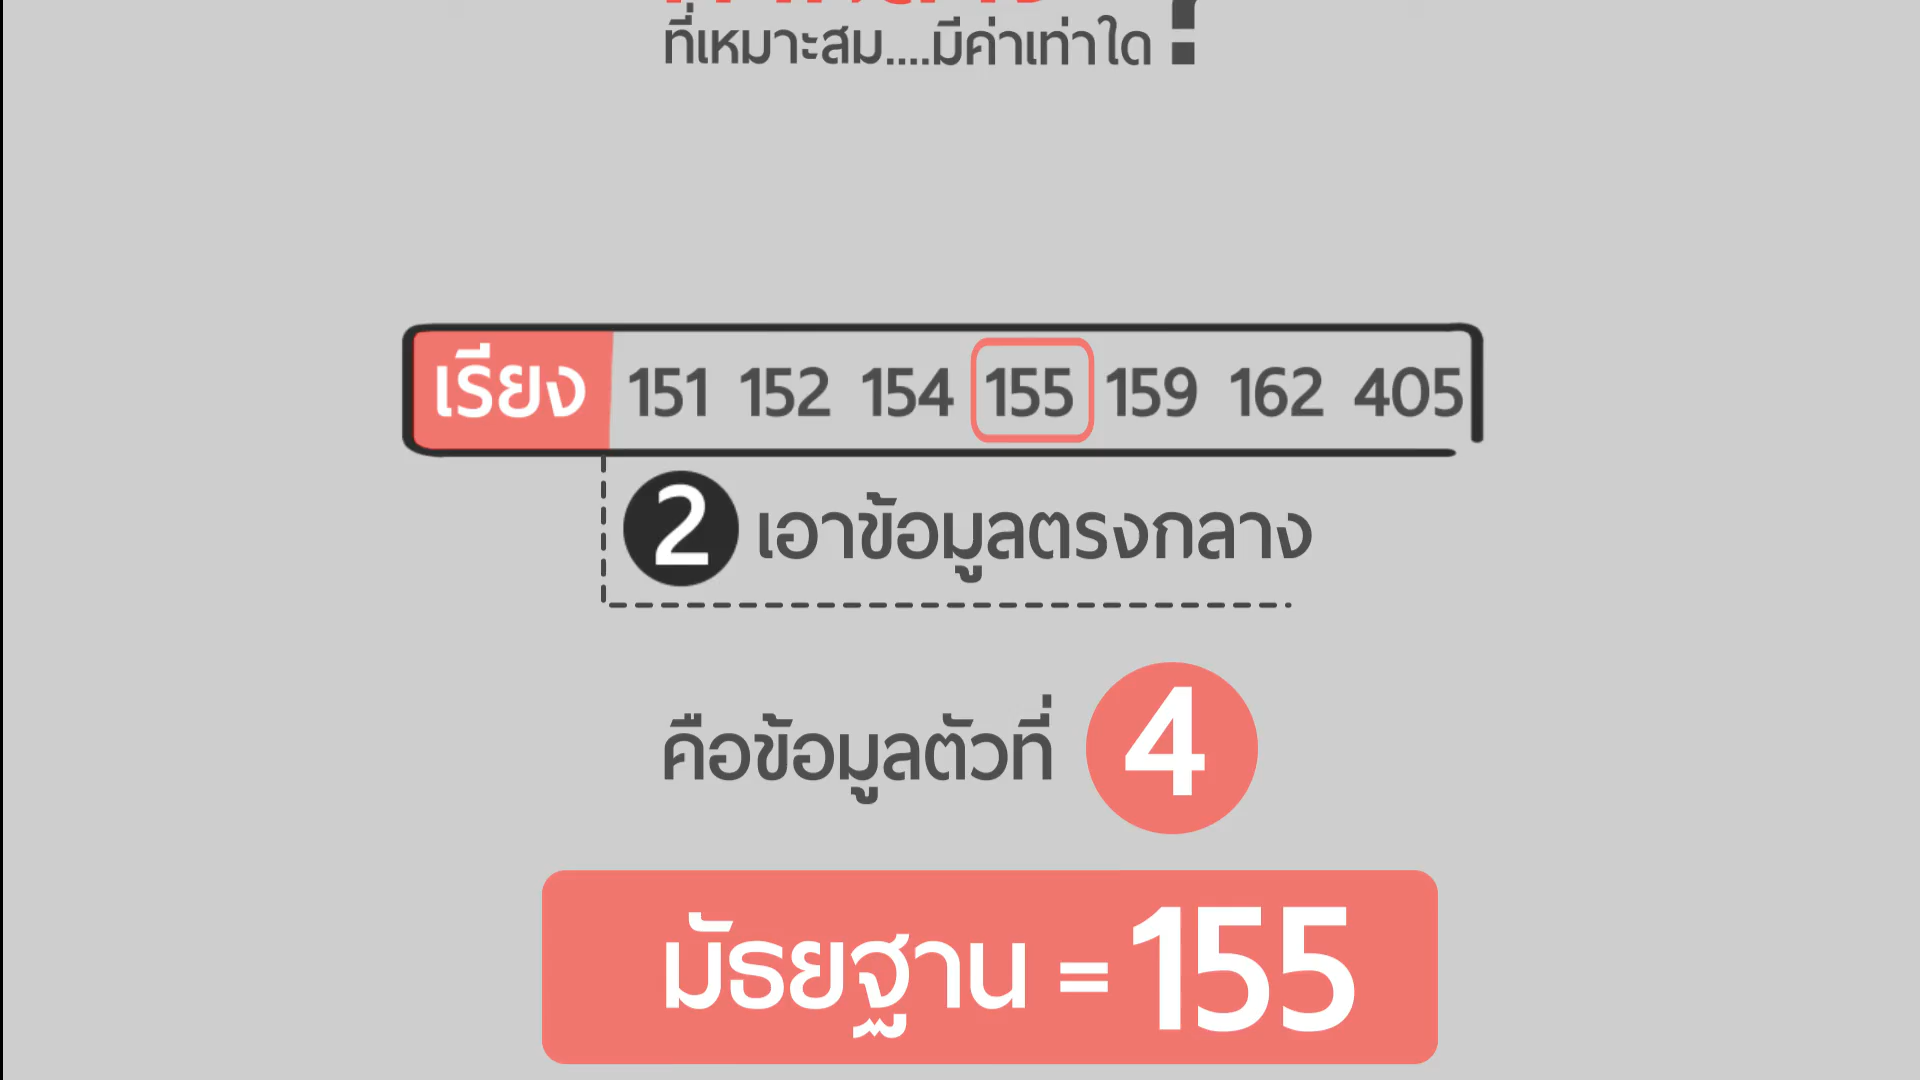 ที่เหมาะสม....มีค่าเท่าใด ?
เรียง 151 152 154 155 159 162 405
2 เอาข้อมูลตรงกลาง
คือข้อมูลตัวที่ 4
มัธยฐาน = 155